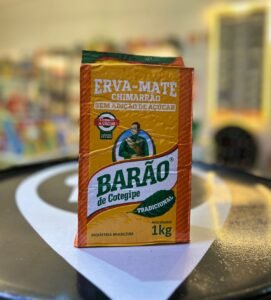 ERVA-MATE
CHIMARRÃO
SEM ADIÇÃO DE AÇÚCAR
BARÃO®
de Cotegipe
TRADICIONAL
1kg
INDÚSTRIA BRASILEIRA